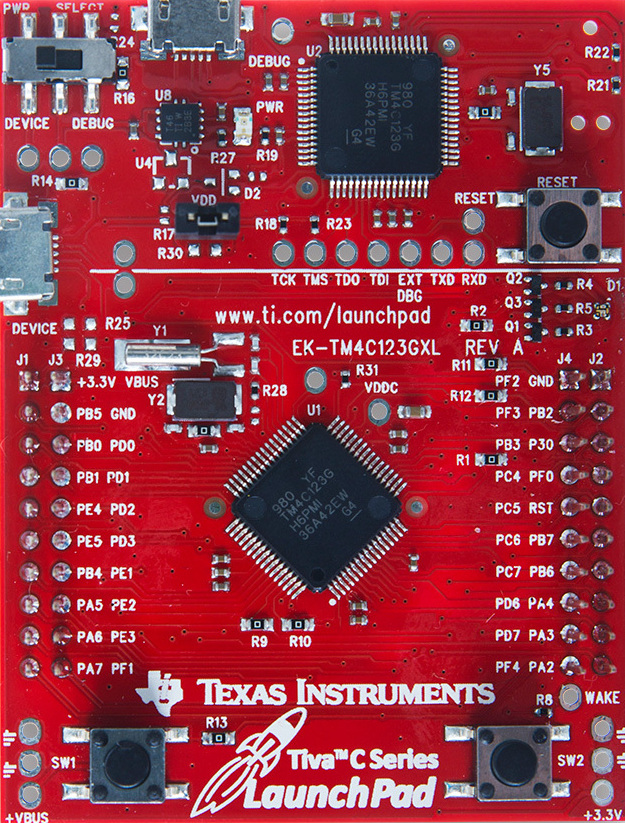 PWR SELECT
R24
R16
DEVICE DEBUG
R14
U8
T46
TI W
2B3E
U4
R27
D2
DEBUG
PWR
R19
U2
980 YF
TM4C123G
H6PMI
36A42EW
G4
Y5
R22
R21
VDD
R17
R30
R18
R23
RESET
RESET
TCK TMS TDO TDI EXT TXD RXD
DBG
Q2
Q3
Q1
R4
R5
R3
D1
www.ti.com/launchpad
EK-TM4C123GXL REV A
DEVICE
R25
R29
Y1
Y2
R28
R31
VDDC
R2
R11
R12
R1
J1 J3
+3.3V VBUS
PB5 GND
PB0 PD0
PB1 PD1
PE4 PD2
PE5 PD3
PB4 PE1
PA5 PE2
PA6 PE3
PA7 PF1
U1
980 YF
TM4C123G
H6PMI
36A42EW
G4
J4 J2
PF2 GND
PF3 PB2
PB3 P30
PC4 PF0
PC5 RST
PC6 PB7
PC7 PB6
PD6 PA4
PD7 PA3
PF4 PA2
R9 R10
TEXAS INSTRUMENTS
R8
WAKE
R13
SW1
SW2
Tiva™ C Series
LaunchPad
+VBUS
+3.3V